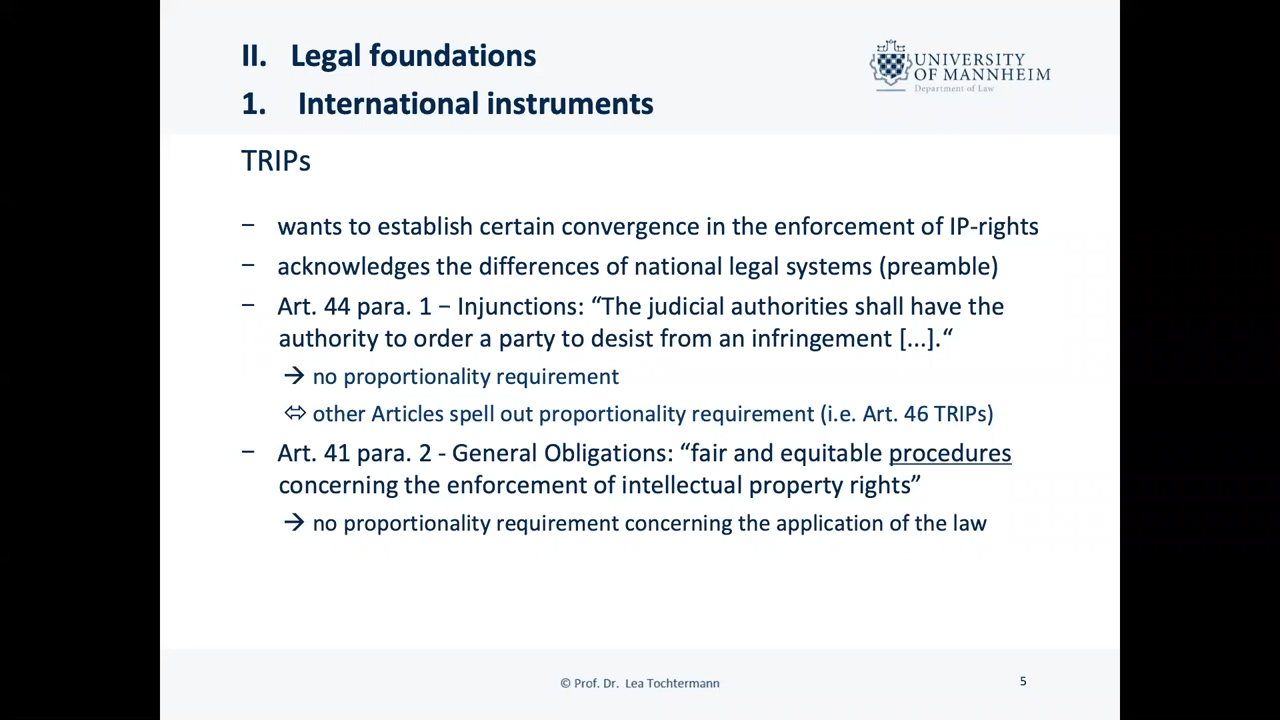 II. Legal foundations
1. International instruments
UNIVERSITY
OF MANNHEIM
Department of Law
TRIPs
– wants to establish certain convergence in the enforcement of IP-rights
– acknowledges the differences of national legal systems (preamble)
– Art. 44 para. 1 – Injunctions: “The judicial authorities shall have the
authority to order a party to desist from an infringement [...].“
→ no proportionality requirement
⇔ other Articles spell out proportionality requirement (i.e. Art. 46 TRIPs)
– Art. 41 para. 2 - General Obligations: “fair and equitable procedures
concerning the enforcement of intellectual property rights”
→ no proportionality requirement concerning the application of the law
© Prof. Dr. Lea Tochtermann
5